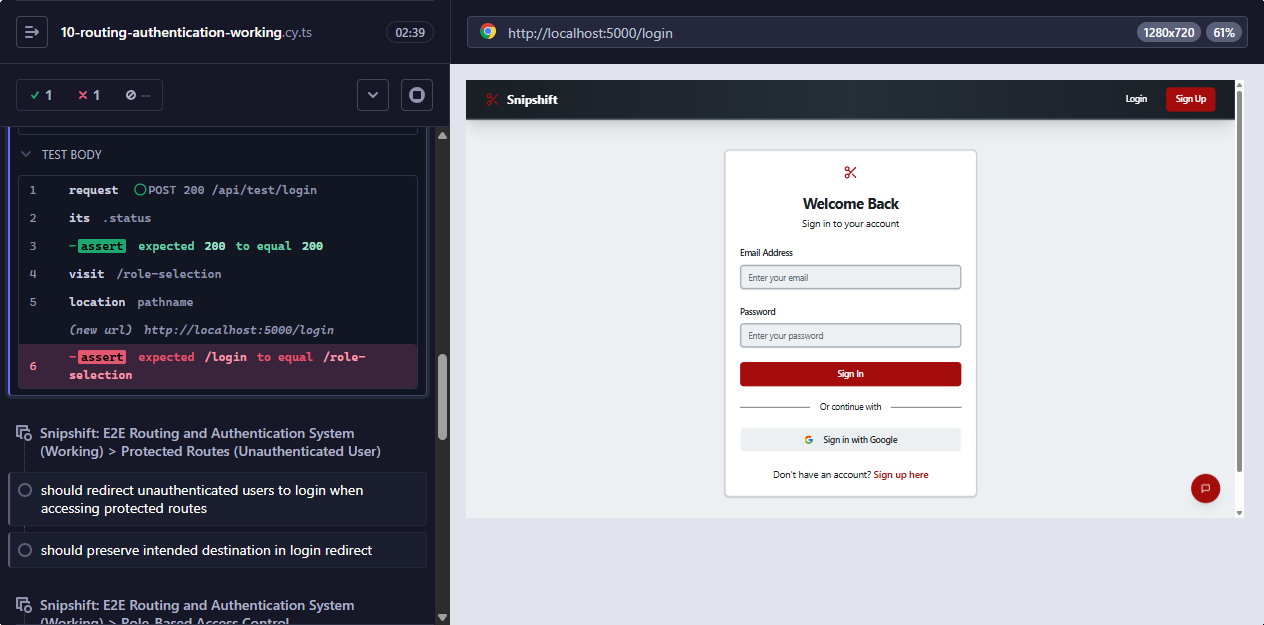 10-routing-authentication-working.cy.ts 02:39
1 1 --
TEST BODY
1 request POST 200 /api/test/login
2 its .status
3 -assert expected 200 to equal 200
4 visit /role-selection
5 location pathname
(new url) http://localhost:5000/login
6 -assert expected /login to equal /role-
selection
Snipshift: E2E Routing and Authentication System
(Working) > Protected Routes (Unauthenticated User)
should redirect unauthenticated users to login when
accessing protected routes
should preserve intended destination in login redirect
Snipshift: E2E Routing and Authentication System
(Working) > Role-Based Access Control
http://localhost:5000/login 1280x720 61%
Snipshift Login Sign Up
Welcome Back
Sign in to your account
Email Address
Enter your email
Password
Enter your password
Sign In
Or continue with
Sign in with Google
Don't have an account? Sign up here